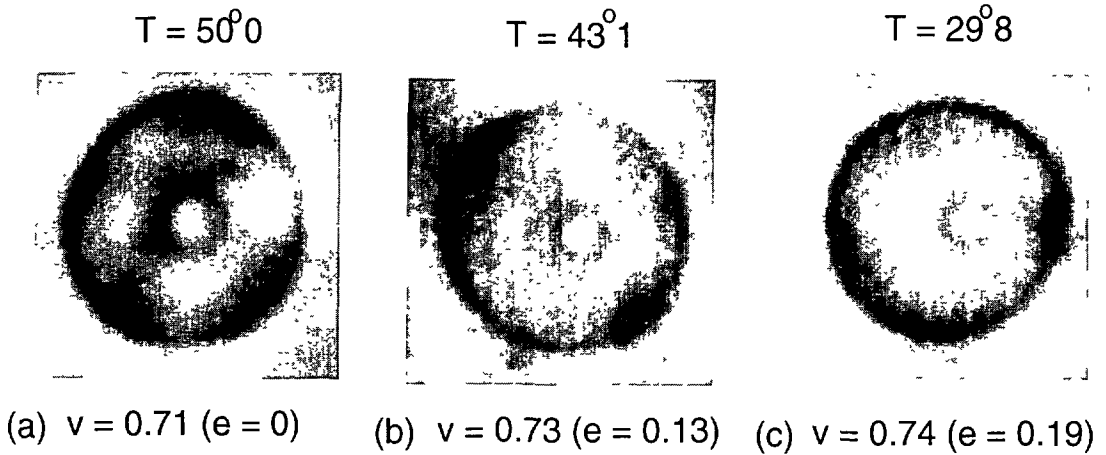 T = 50°0
T = 43°1
T = 29°8
(a) v = 0.71 (e = 0)
(b) v = 0.73 (e = 0.13)
(c) v = 0.74 (e = 0.19)